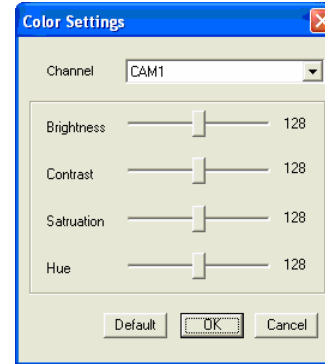 Color Settings
Channel CAM1
Brightness 128
Contrast 128
Satruation 128
Hue 128
Default OK Cancel